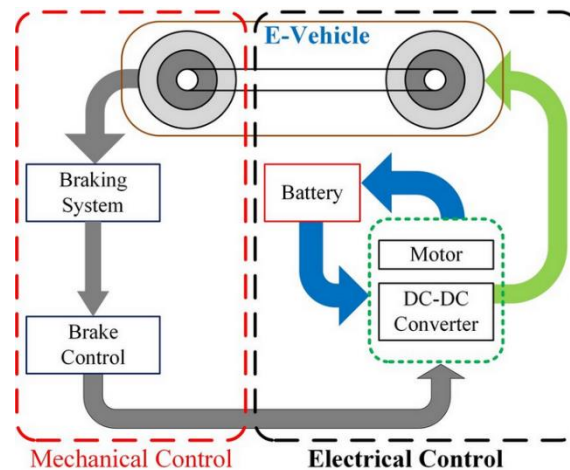 E-Vehicle
Braking
System
Battery
Motor
DC-DC
Converter
Brake
Control
Mechanical Control
Electrical Control